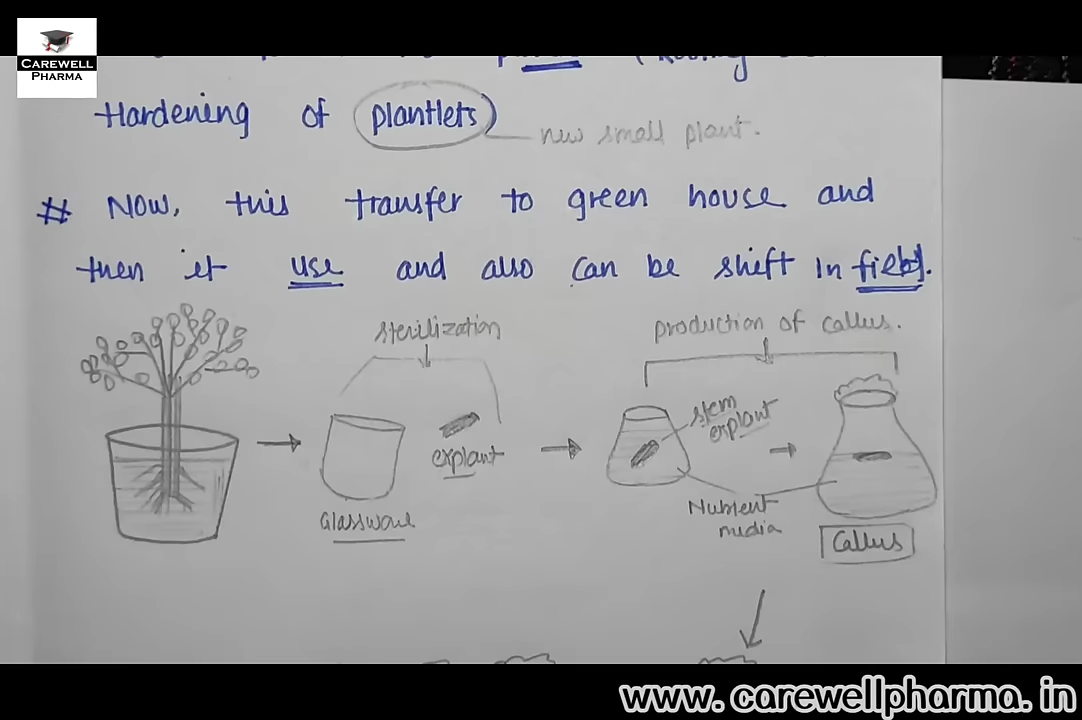 CAREWELL
PHARMA
Hardening of plantlets)
new small plant.
# Now, this transfer to green house and
then it use and also can be shift in field.
sterilization
production of callus.
stem
explant
explant
Glassware
Nutrient
media
Callus
www.carewellpharma.in